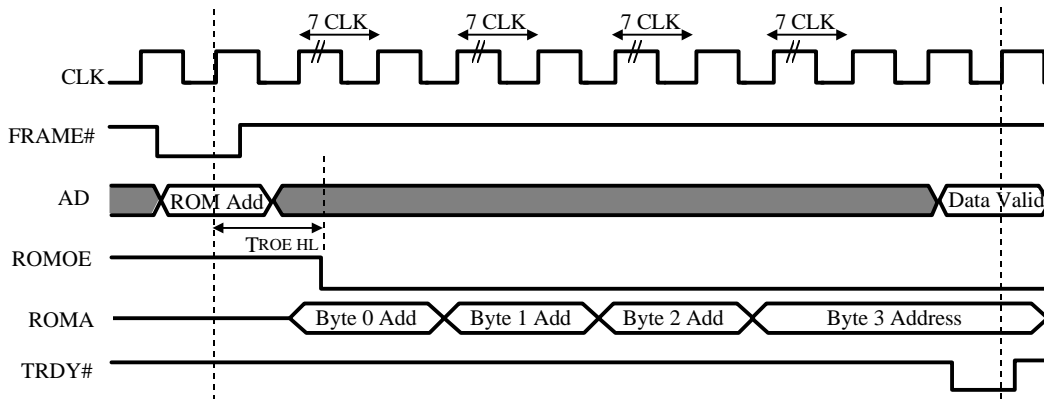 7 CLK 7 CLK 7 CLK 7 CLK
CLK
FRAME#
AD ROM Add Data Valid
TROE HL
ROMOE
ROMA Byte 0 Add Byte 1 Add Byte 2 Add Byte 3 Address
TRDY#